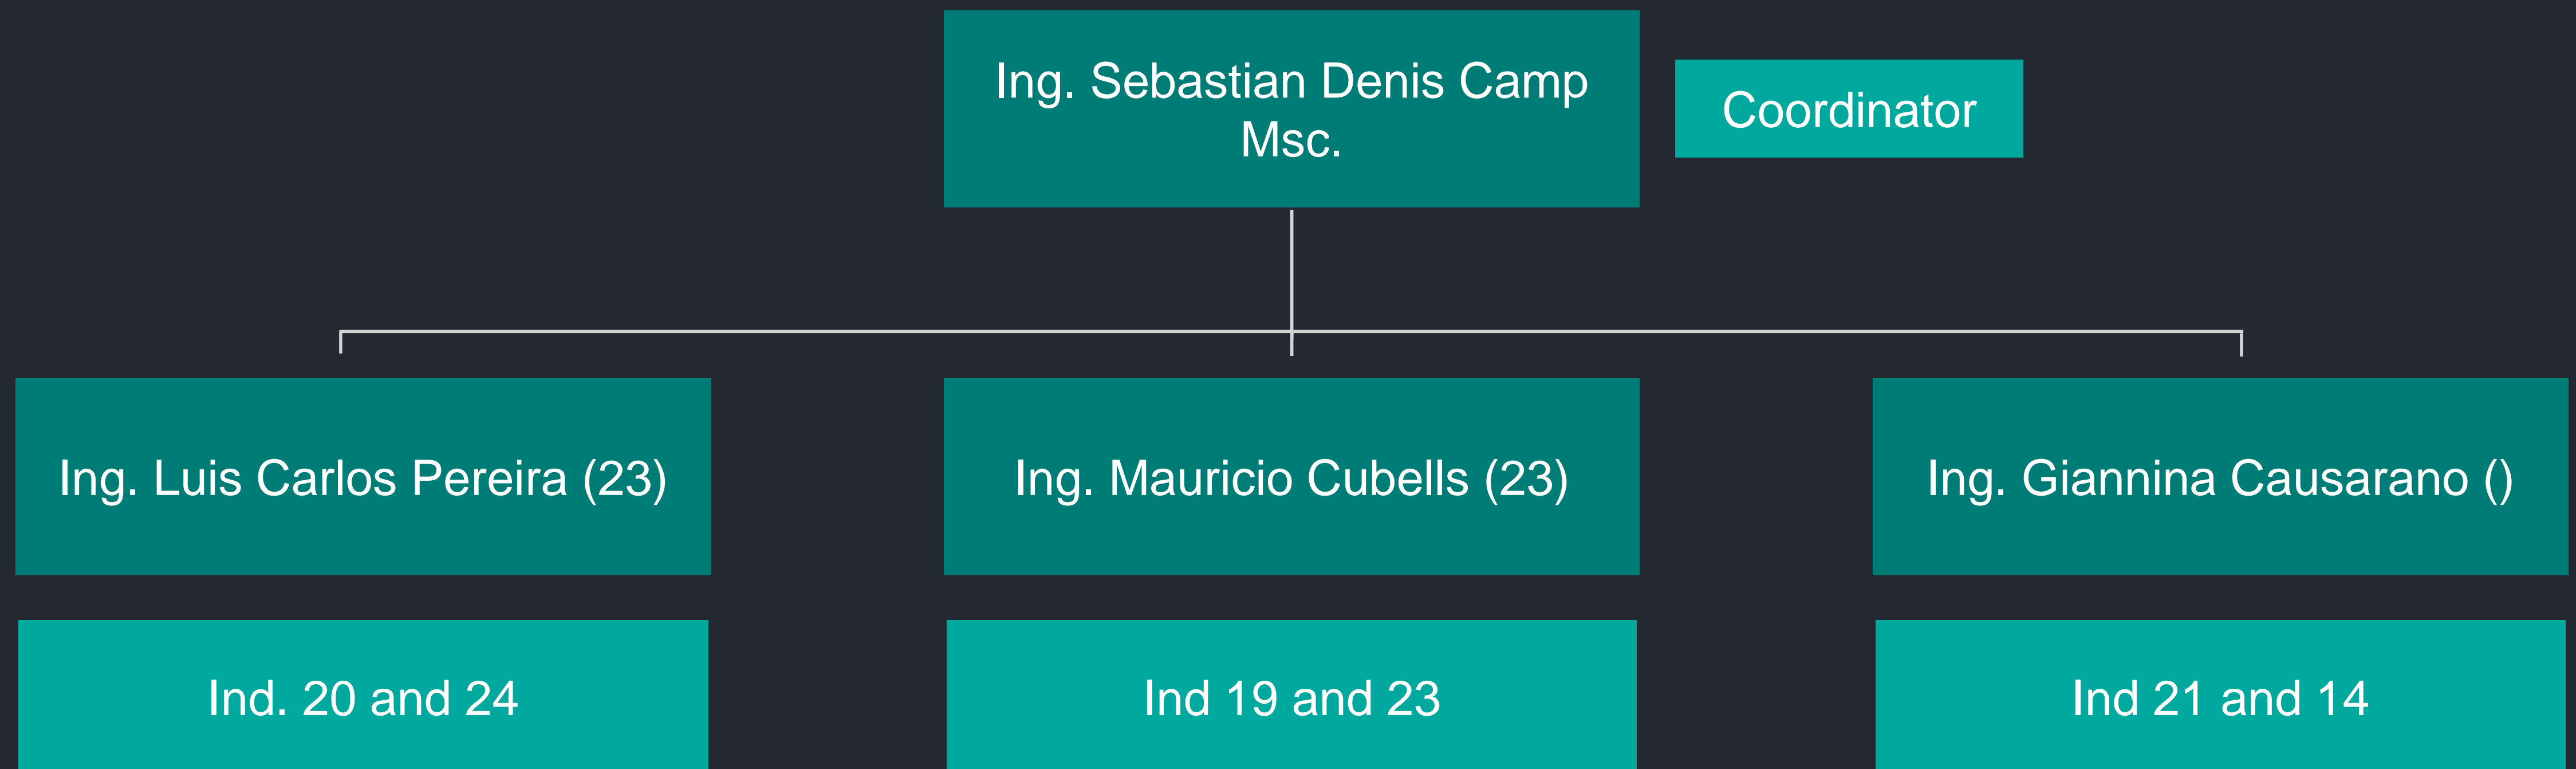 Ing. Sebastian Denis Camp
Msc.
Coordinator
Ing. Luis Carlos Pereira (23)
Ing. Mauricio Cubells (23)
Ing. Giannina Causarano ()
Ind. 20 and 24
Ind 19 and 23
Ind 21 and 14